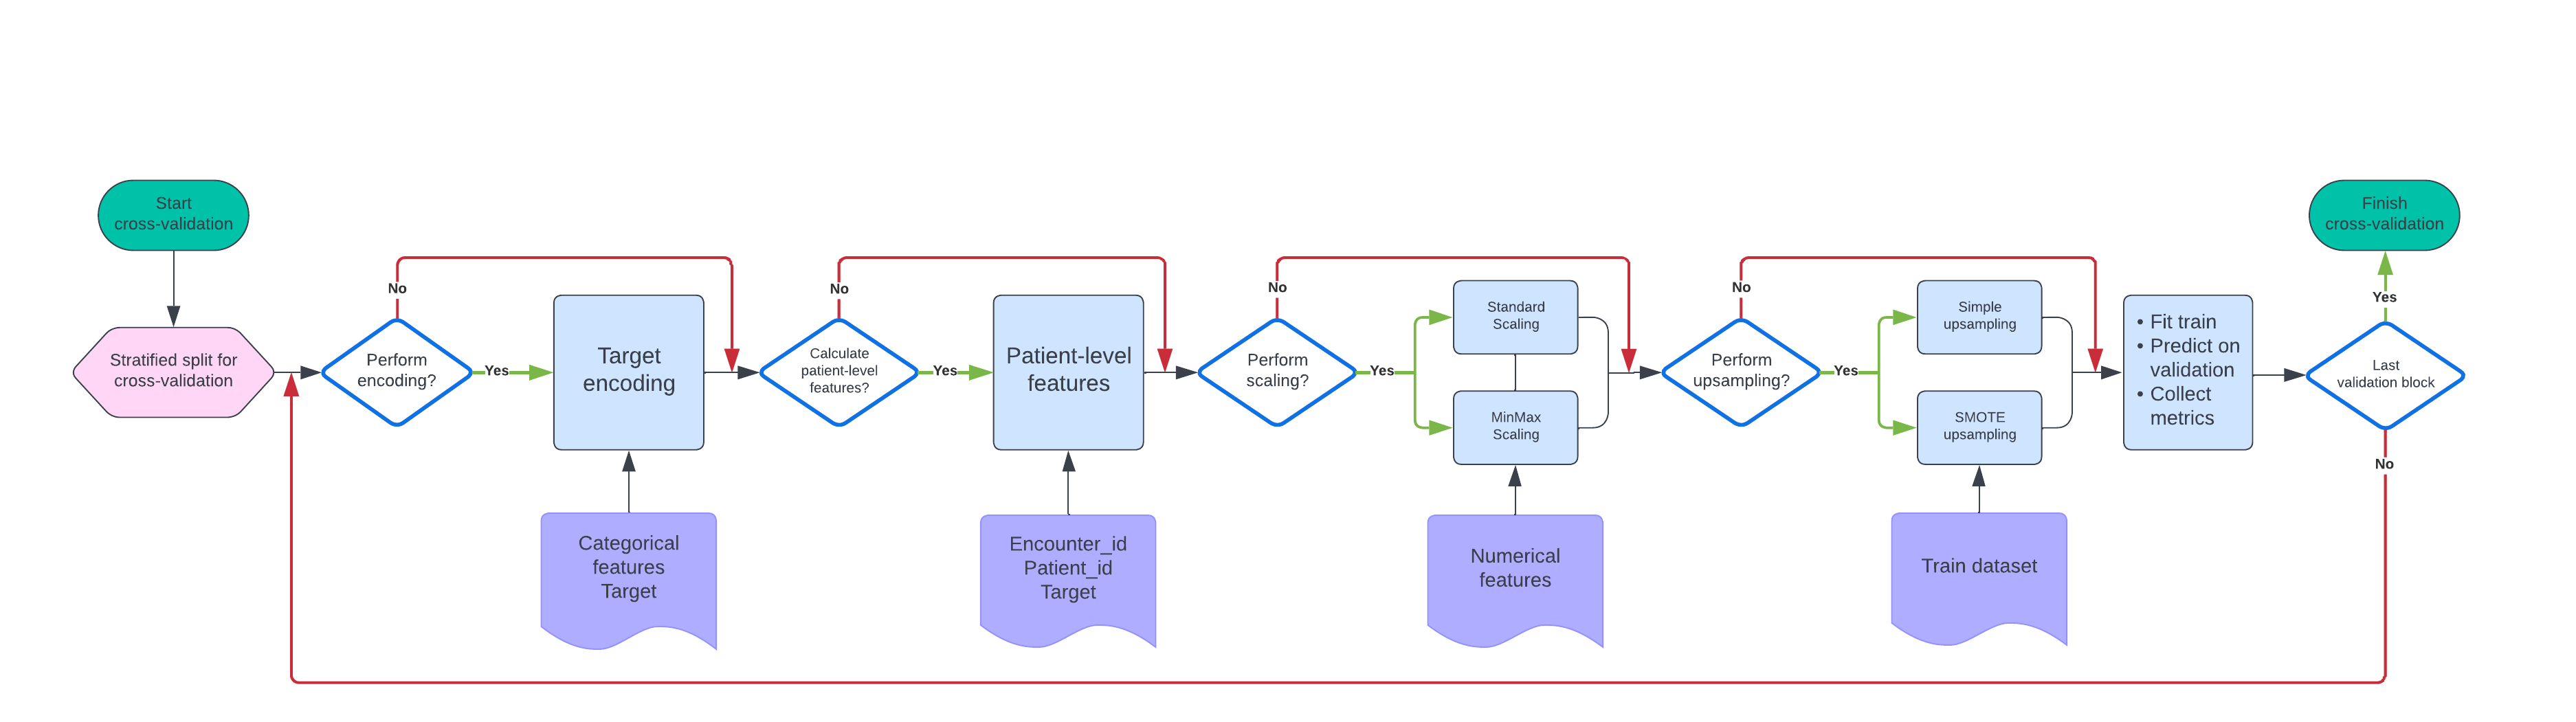 Start
cross-validation
Stratified split for
cross-validation
No
Perform
encoding?
Yes
Target
encoding
Categorical
features
Target
No
Calculate
patient-level
features?
Yes
Patient-level
features
Encounter_id
Patient_id
Target
No
Perform
scaling?
Yes
Standard
Scaling
MinMax
Scaling
Numerical
features
No
Perform
upsampling?
Yes
Simple
upsampling
SMOTE
upsampling
Train dataset
• Fit train
• Predict on
validation
• Collect
metrics
Last
validation block
Yes
No
Finish
cross-validation